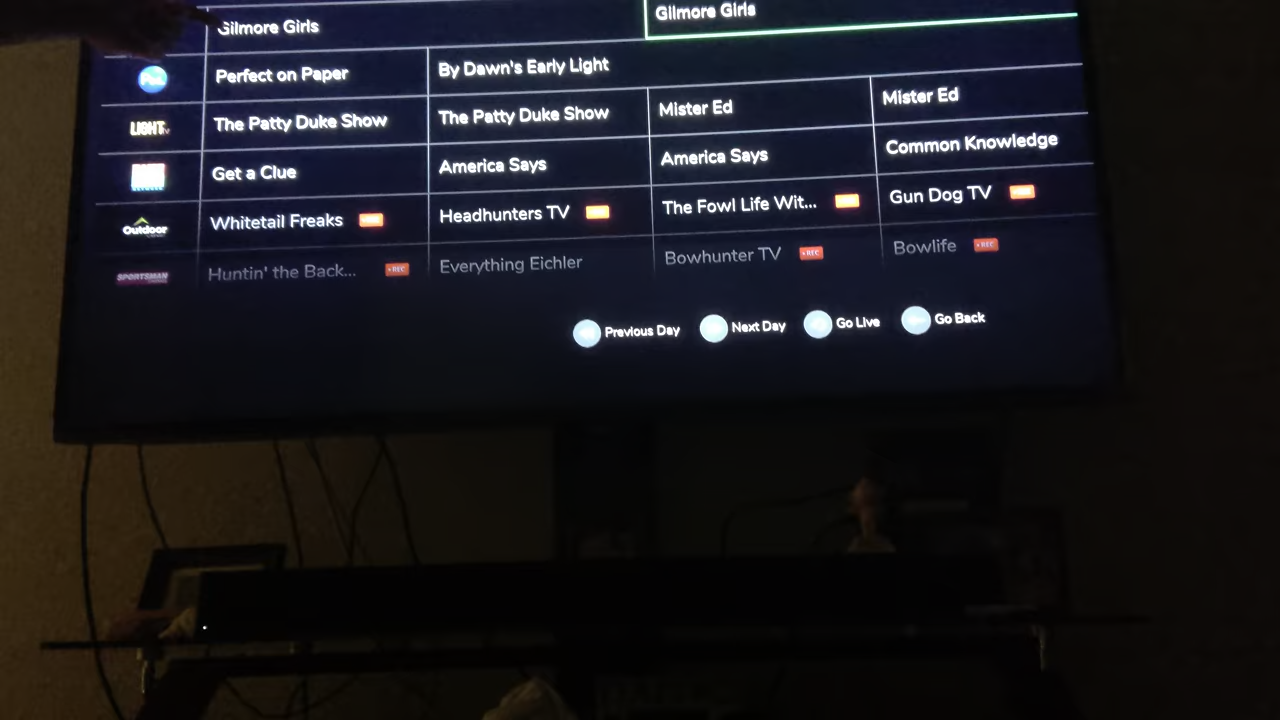 Gilmore Girls
Gilmore Girls
Perfect on Paper
By Dawn's Early Light
LIGHT
The Patty Duke Show
The Patty Duke Show
Mister Ed
Mister Ed
Get a Clue
America Says
America Says
Common Knowledge
Outdoor
Whitetail Freaks
Headhunters TV
The Fowl Life Wit...
Gun Dog TV
SPORTSMAN
Huntin' the Back...
REC
Everything Eichler
Bowhunter TV
REC
Bowlife
REC
Previous Day
Next Day
Go Live
Go Back